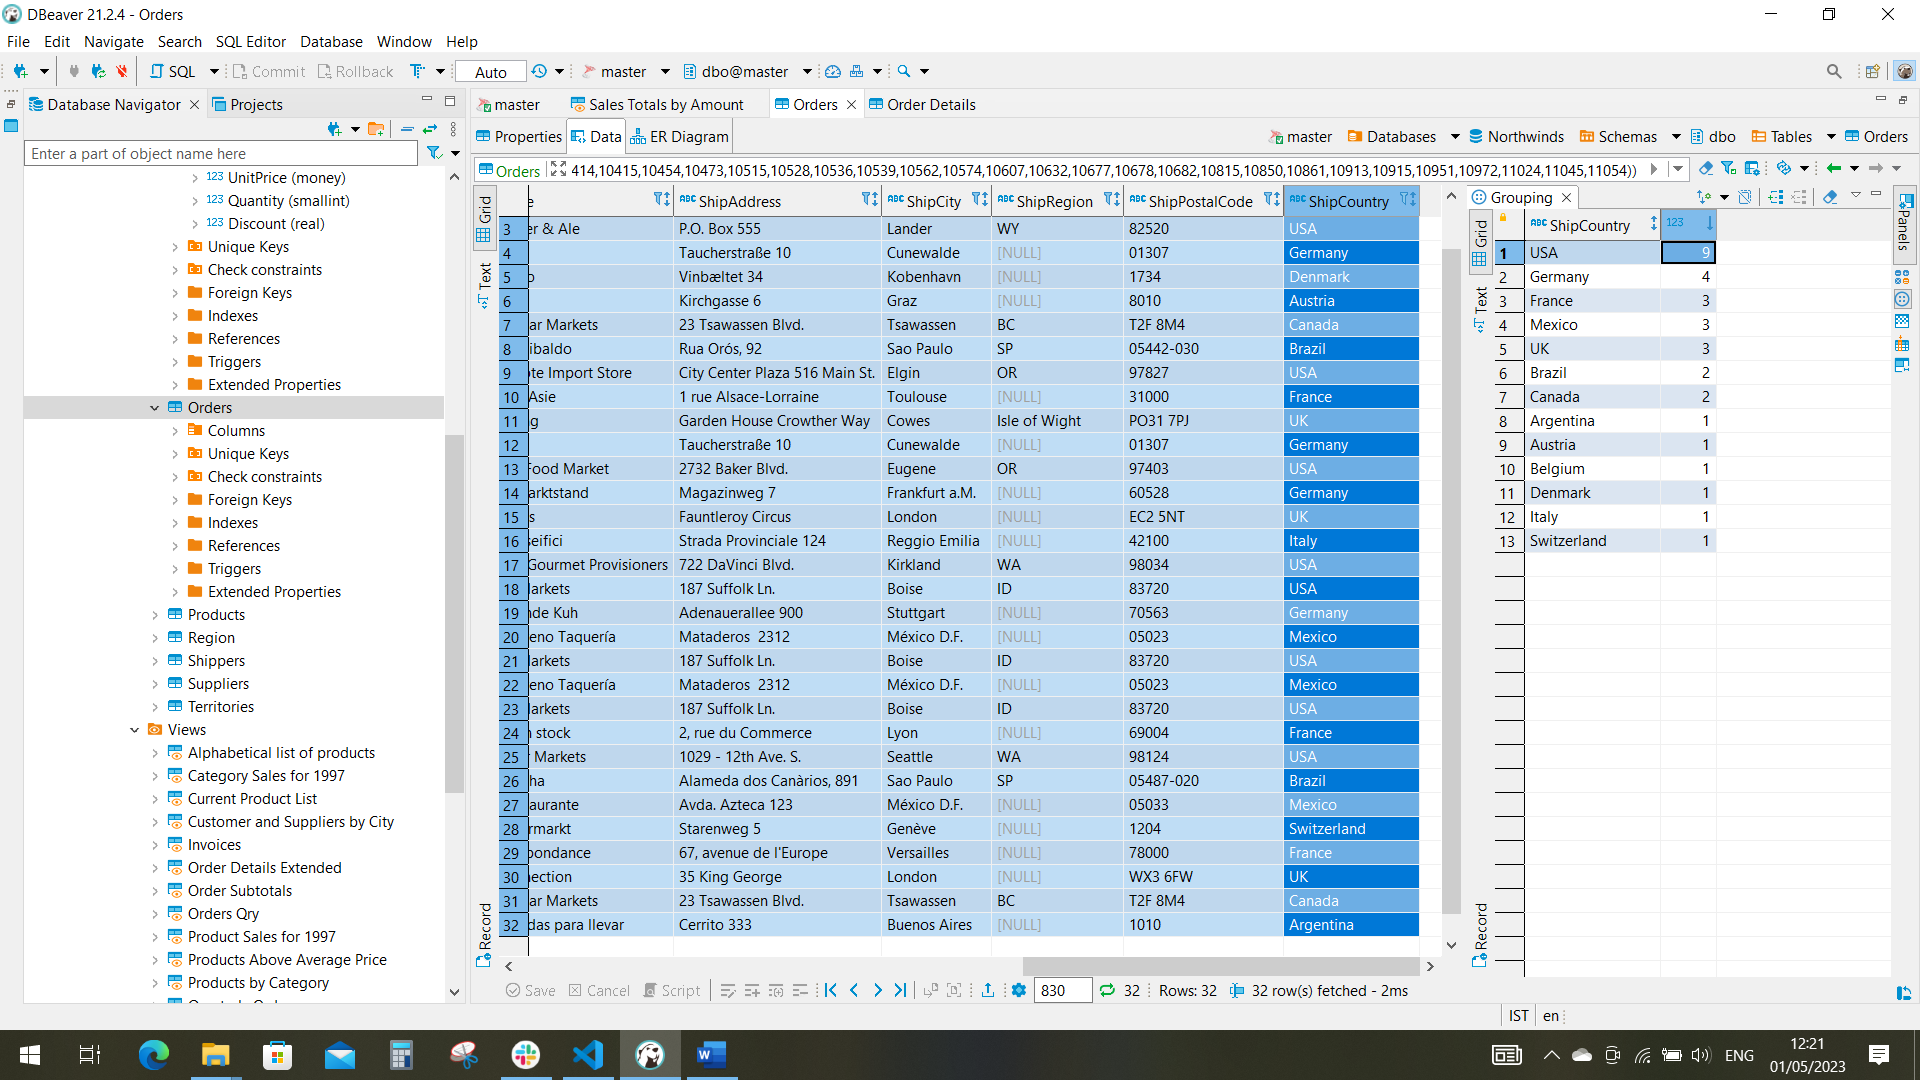 DBeaver 21.2.4 - Orders
File Edit Navigate Search SQL Editor Database Window Help
SQL Commit Rollback Auto master dbo@master
Database Navigator Projects
master Sales Totals by Amount Orders Order Details
Properties Data ER Diagram
master Databases Northwinds Schemas dbo Tables Orders
Enter a part of object name here
Orders 414,10415,10454,10473,10515,10528,10536,10539,10562,10574,10607,10632,10677,10678,10682,10815,10850,10861,10913,10915,10951,10972,11024,11045,11054))
UnitPrice (money)
Quantity (smallint)
Discount (real)
Unique Keys
Check constraints
Foreign Keys
Indexes
References
Triggers
Extended Properties
Orders
Columns
Unique Keys
Check constraints
Foreign Keys
Indexes
References
Triggers
Extended Properties
Products
Region
Shippers
Suppliers
Territories
Views
Alphabetical list of products
Category Sales for 1997
Current Product List
Customer and Suppliers by City
Invoices
Order Details Extended
Order Subtotals
Orders Qry
Product Sales for 1997
Products Above Average Price
Products by Category
Grid
Text
Record
e ABC ShipAddress ABC ShipCity ABC ShipRegion ABC ShipPostalCode ABC ShipCountry
3 er & Ale P.O. Box 555 Lander WY 82520 USA
4 Taucherstraße 10 Cunewalde [NULL] 01307 Germany
5 o Vinbæltet 34 Kobenhavn [NULL] 1734 Denmark
6 Kirchgasse 6 Graz [NULL] 8010 Austria
7 ar Markets 23 Tsawassen Blvd. Tsawassen BC T2F 8M4 Canada
8 ibaldo Rua Orós, 92 Sao Paulo SP 05442-030 Brazil
9 te Import Store City Center Plaza 516 Main St. Elgin OR 97827 USA
10 Asie 1 rue Alsace-Lorraine Toulouse [NULL] 31000 France
11 g Garden House Crowther Way Cowes Isle of Wight PO31 7PJ UK
12 Taucherstraße 10 Cunewalde [NULL] 01307 Germany
13 Food Market 2732 Baker Blvd. Eugene OR 97403 USA
14 arktstand Magazinweg 7 Frankfurt a.M. [NULL] 60528 Germany
15 s Fauntleroy Circus London [NULL] EC2 5NT UK
16 seifici Strada Provinciale 124 Reggio Emilia [NULL] 42100 Italy
17 Gourmet Provisioners 722 DaVinci Blvd. Kirkland WA 98034 USA
18 arkets 187 Suffolk Ln. Boise ID 83720 USA
19 nde Kuh Adenauerallee 900 Stuttgart [NULL] 70563 Germany
20 eno Taquería Mataderos 2312 México D.F. [NULL] 05023 Mexico
21 arkets 187 Suffolk Ln. Boise ID 83720 USA
22 eno Taquería Mataderos 2312 México D.F. [NULL] 05023 Mexico
23 arkets 187 Suffolk Ln. Boise ID 83720 USA
24 n stock 2, rue du Commerce Lyon [NULL] 69004 France
25 r Markets 1029 - 12th Ave. S. Seattle WA 98124 USA
26 ha Alameda dos Canàrios, 891 Sao Paulo SP 05487-020 Brazil
27 aurante Avda. Azteca 123 México D.F. [NULL] 05033 Mexico
28 rmarkt Starenweg 5 Genève [NULL] 1204 Switzerland
29 bondance 67, avenue de l'Europe Versailles [NULL] 78000 France
30 nection 35 King George London [NULL] WX3 6FW UK
31 ar Markets 23 Tsawassen Blvd. Tsawassen BC T2F 8M4 Canada
32 das para llevar Cerrito 333 Buenos Aires [NULL] 1010 Argentina
Save Cancel Script 830 32 Rows: 32 32 row(s) fetched - 2ms
Grouping
Grid
Text
Record
Panels
ABC ShipCountry 123
1 USA 9
2 Germany 4
3 France 3
4 Mexico 3
5 UK 3
6 Brazil 2
7 Canada 2
8 Argentina 1
9 Austria 1
10 Belgium 1
11 Denmark 1
12 Italy 1
13 Switzerland 1
IST en
ENG
12:21
01/05/2023